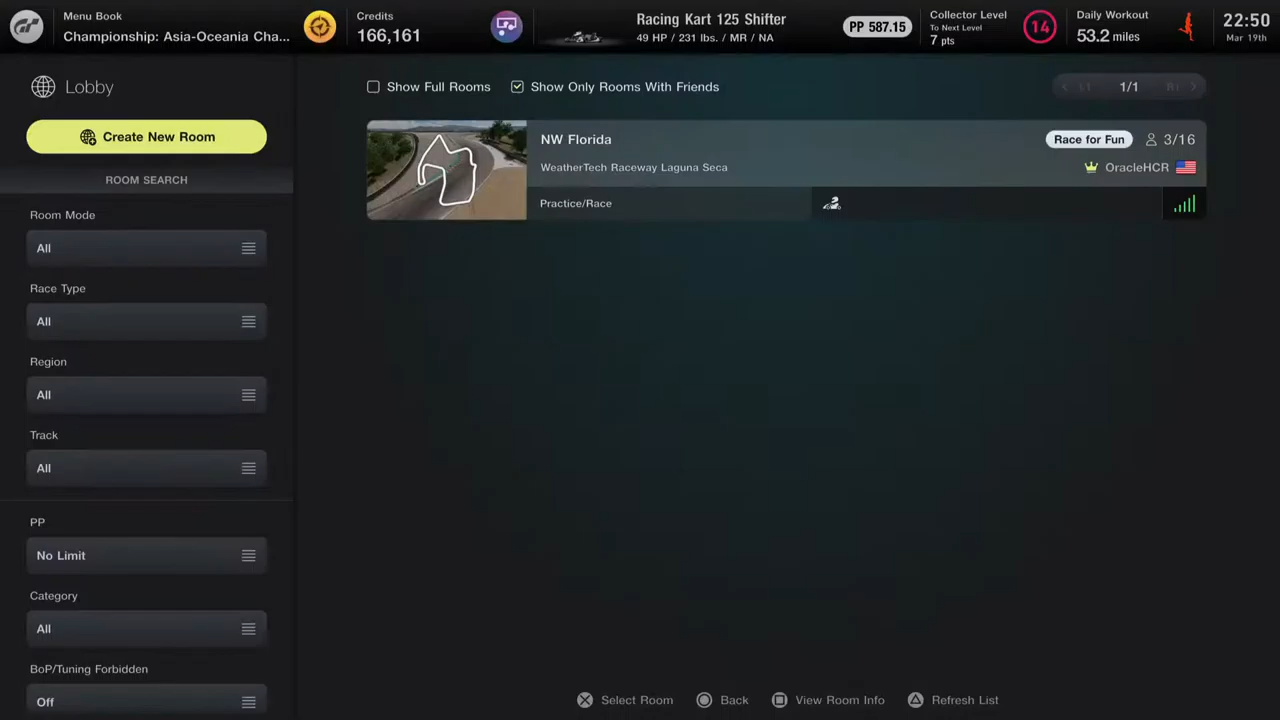 Menu Book
Championship: Asia-Oceania Cha...
Credits
166,161
Racing Kart 125 Shifter
49 HP / 231 lbs. / MR / NA
PP 587.15
Collector Level
To Next Level
7 pts
14
Daily Workout
53.2 miles
22:50
Mar 19th
Lobby
Create New Room
ROOM SEARCH
Room Mode
All
Race Type
All
Region
All
Track
All
PP
No Limit
Category
All
BoP/Tuning Forbidden
Off
Show Full Rooms
Show Only Rooms With Friends
L1 1/1 R1
NW Florida
Race for Fun
3/16
WeatherTech Raceway Laguna Seca
OracleHCR
Practice/Race
Select Room
Back
View Room Info
Refresh List